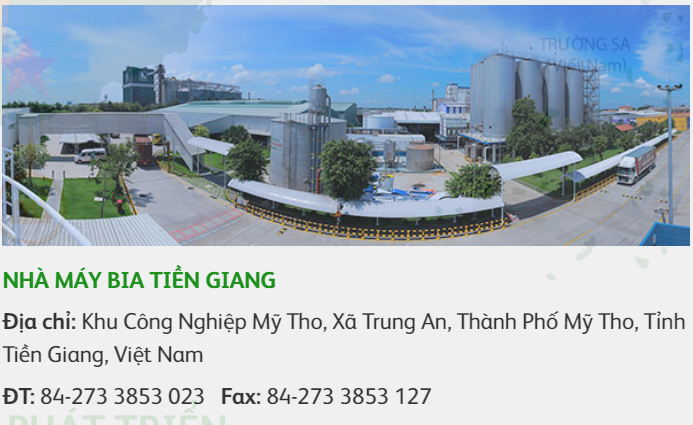 TRƯỜNG SA
(Việt Nam)
NHÀ MÁY BIA TIỀN GIANG
Địa chỉ: Khu Công Nghiệp Mỹ Tho, Xã Trung An, Thành Phố Mỹ Tho, Tỉnh
Tiền Giang, Việt Nam
ĐT: 84-273 3853 023 Fax: 84-273 3853 127
PHÁT TRIỂN